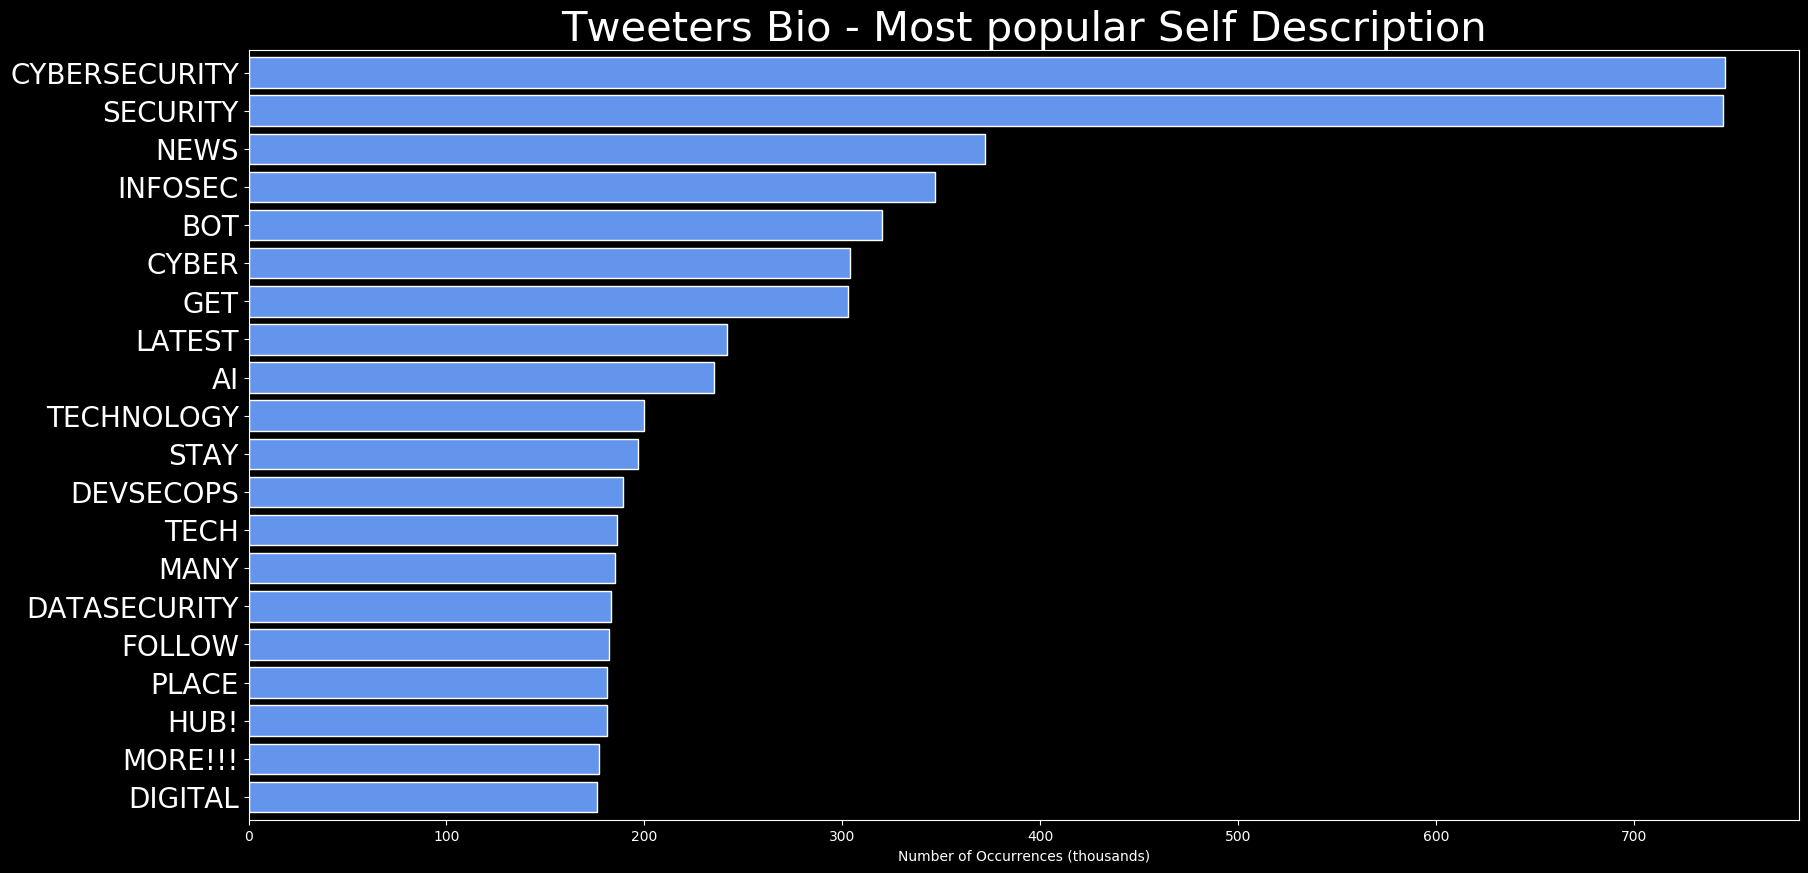 Tweeters Bio - Most popular Self Description
CYBERSECURITY
SECURITY
NEWS
INFOSEC
BOT
CYBER
GET
LATEST
AI
TECHNOLOGY
STAY
DEVSECOPS
TECH
MANY
DATASECURITY
FOLLOW
PLACE
HUB!
MORE!!!
DIGITAL
0 100 200 300 400 500 600 700
Number of Occurrences (thousands)